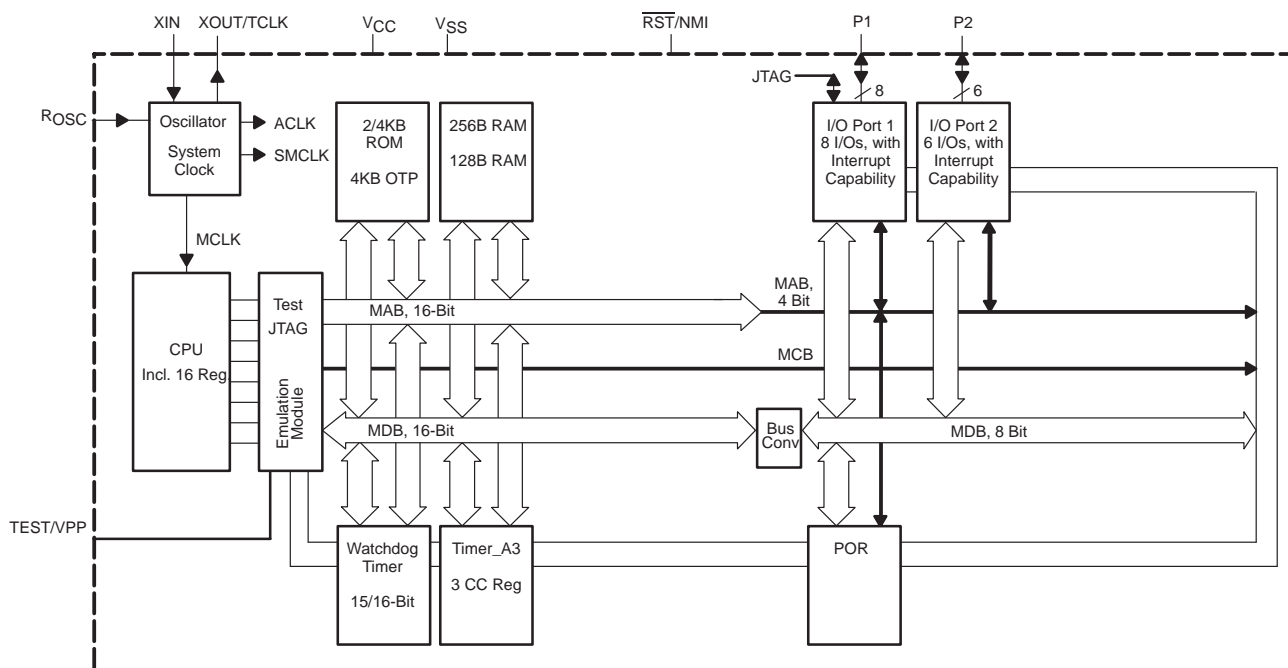 XIN
XOUT/TCLK
VCC
VSS
RST/NMI
P1
P2
JTAG
8
6
ROSC
Oscillator
System
Clock
ACLK
SMCLK
2/4KB
ROM
4KB OTP
256B RAM
128B RAM
I/O Port 1
8 I/Os, with
Interrupt
Capability
I/O Port 2
6 I/Os, with
Interrupt
Capability
MCLK
CPU
Incl. 16 Reg.
Test
JTAG
Emulation
Module
MAB, 16-Bit
MAB,
4 Bit
MCB
MDB, 16-Bit
Bus
Conv
MDB, 8 Bit
TEST/VPP
Watchdog
Timer
15/16-Bit
Timer_A3
3 CC Reg
POR